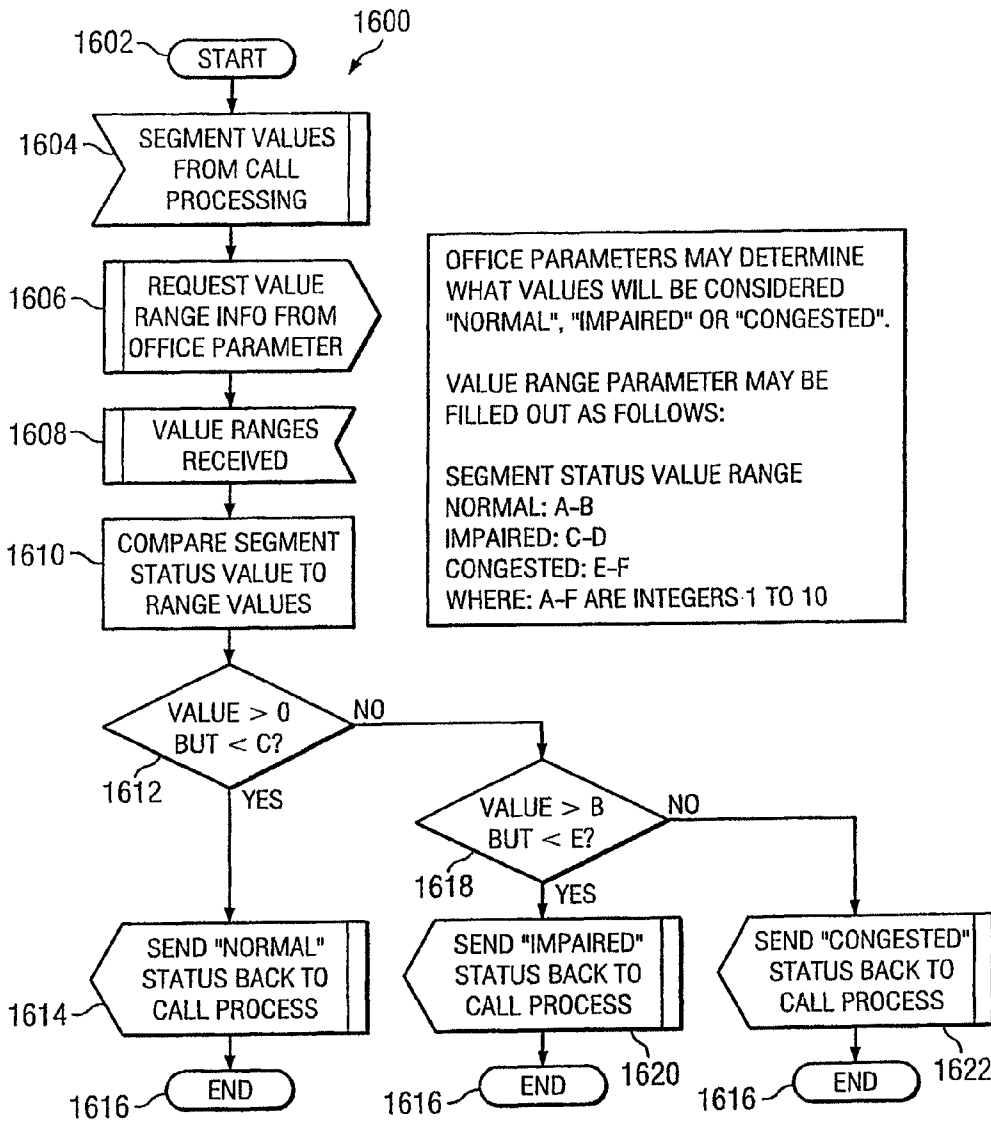 1600
1602
START
1604
SEGMENT VALUES
FROM CALL
PROCESSING
1606
REQUEST VALUE
RANGE INFO FROM
OFFICE PARAMETER
1608
VALUE RANGES
RECEIVED
1610
COMPARE SEGMENT
STATUS VALUE TO
RANGE VALUES
OFFICE PARAMETERS MAY DETERMINE
WHAT VALUES WILL BE CONSIDERED
"NORMAL", "IMPAIRED" OR "CONGESTED".
VALUE RANGE PARAMETER MAY BE
FILLED OUT AS FOLLOWS:
SEGMENT STATUS VALUE RANGE
NORMAL: A-B
IMPAIRED: C-D
CONGESTED: E-F
WHERE: A-F ARE INTEGERS 1 TO 10
VALUE > 0
BUT < C?
NO
1612
YES
VALUE > B
BUT < E?
NO
1618
YES
SEND "NORMAL"
STATUS BACK TO
CALL PROCESS
1614
SEND "IMPAIRED"
STATUS BACK TO
CALL PROCESS
1620
SEND "CONGESTED"
STATUS BACK TO
CALL PROCESS
1622
END
1616
END
1616
END
1616